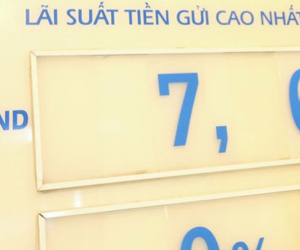 LÃI SUẤT TIỀN GỬI CAO NHẤT
ND 7,
%